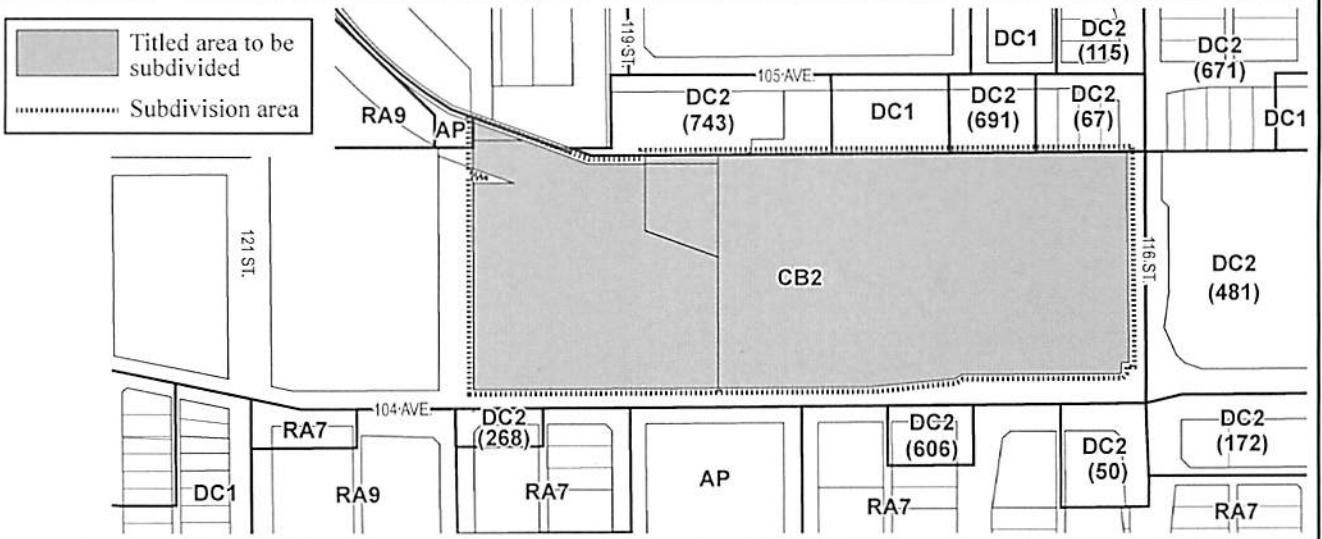 Titled area to be
subdivided
Subdivision area
119 ST.
DC1
DC2
(115)
DC2
(671)
105 AVE.
RA9
AP
DC2
(743)
DC1
DC2
(691)
DC2
(67)
DC1
121 ST.
CB2
116 ST.
DC2
(481)
104 AVE.
RA7
DC2
(268)
DC2
(606)
DC2
(50)
DC2
(172)
DC1
RA9
RA7
AP
RA7
RA7